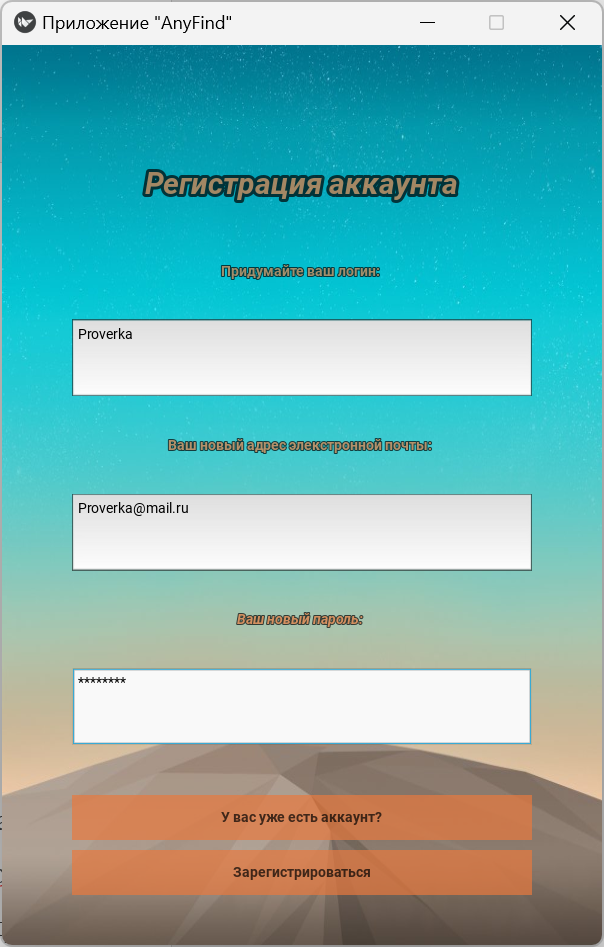 Приложение "AnyFind"
Регистрация аккаунта
Придумайте ваш логин:
Proverka
Ваш новый адрес элекстронной почты:
Proverka@mail.ru
Ваш новый пароль:
********
У вас уже есть аккаунт?
Зарегистрироваться